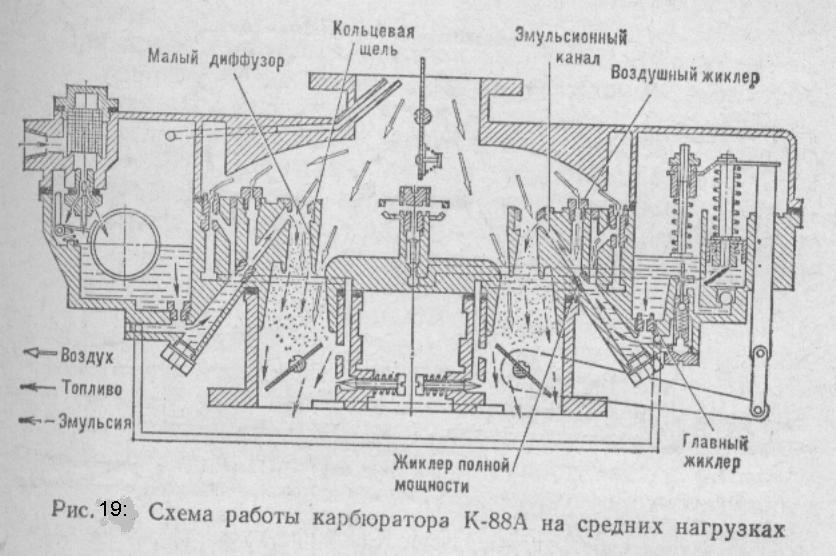 Кольцевая
щель
Малый диффузор
Эмульсионный
канал
Воздушный жиклер
Воздух
Топливо
Эмульсия
Главный
жиклер
Жиклер полной
мощности
Рис. 19: Схема работы карбюратора К-88А на средних нагрузках